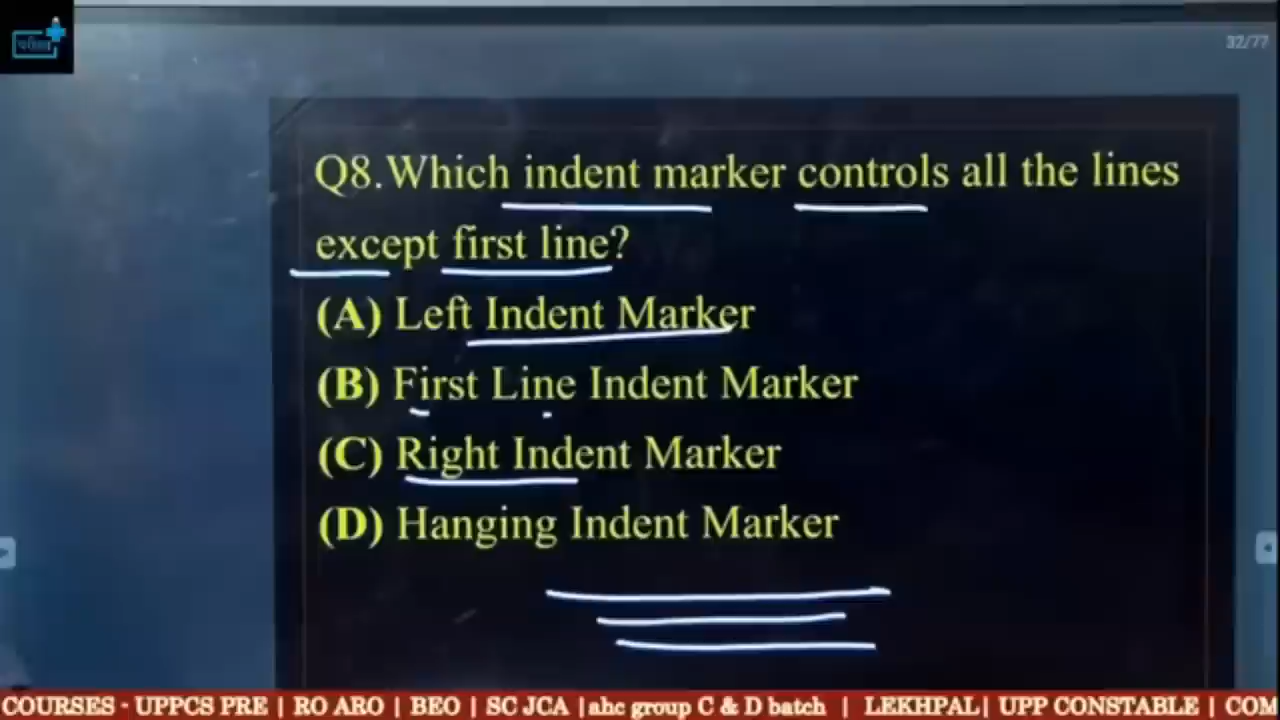 32/77
Q8.Which indent marker controls all the lines
except first line?
(A) Left Indent Marker
(B) First Line Indent Marker
(C) Right Indent Marker
(D) Hanging Indent Marker
COURSES - UPPCS PRE | RO ARO | BEO | SC JCA |ahc group C & D batch | LEKHPAL| UPP CONSTABLE | COM